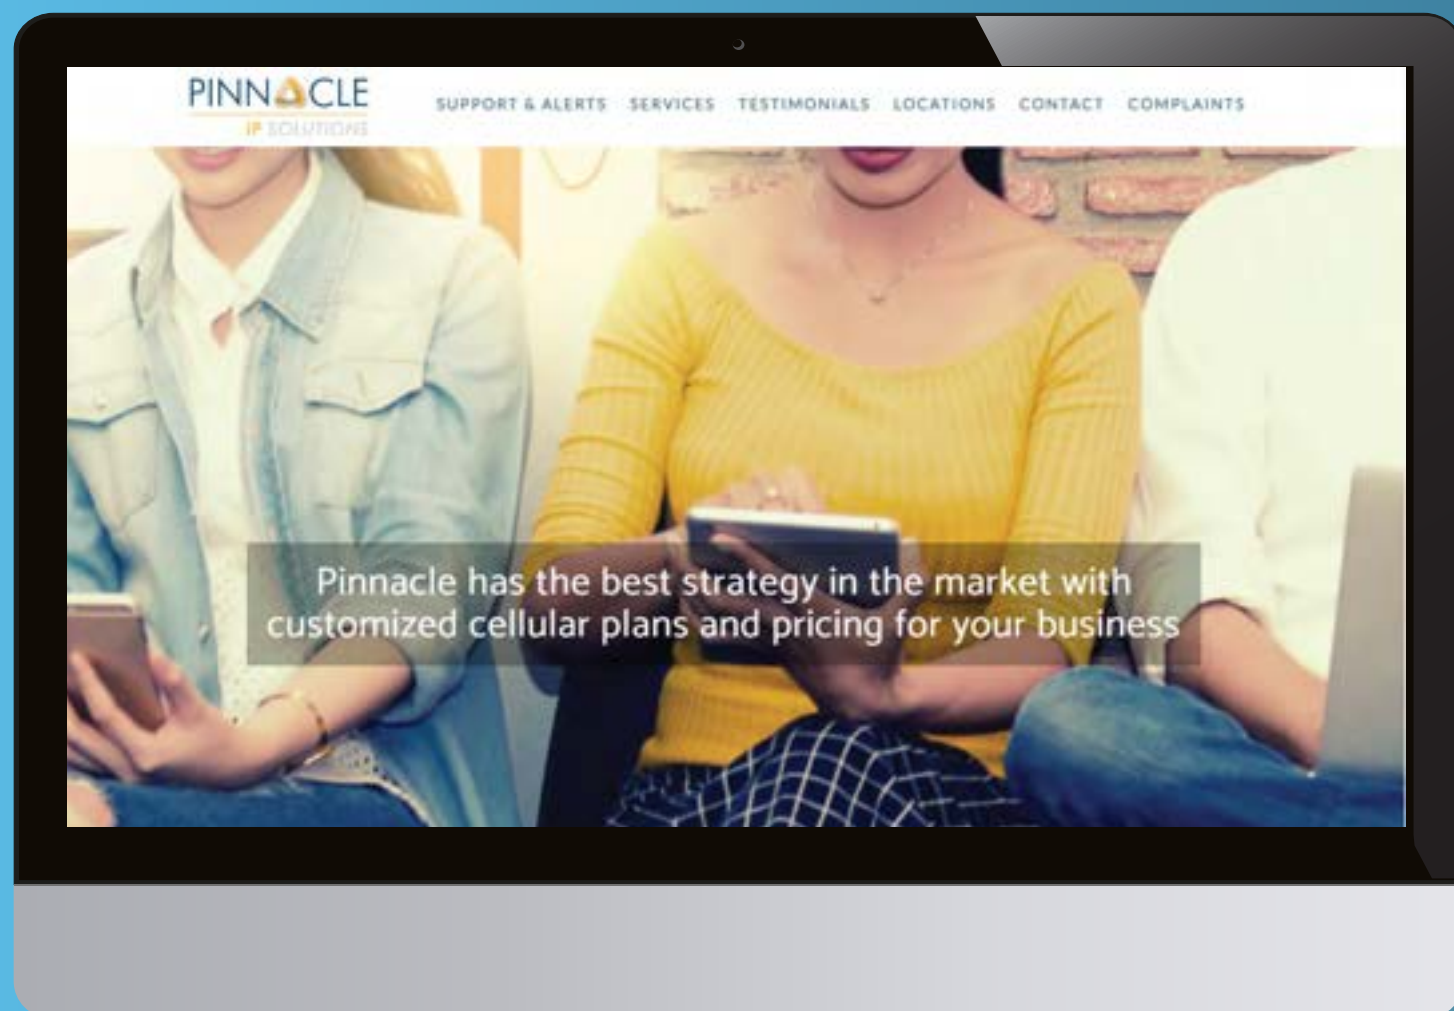 PINNACLE
IP SOLUTIONS
SUPPORT & ALERTS SERVICES TESTIMONIALS LOCATIONS CONTACT COMPLAINTS
Pinnacle has the best strategy in the market with
customized cellular plans and pricing for your business